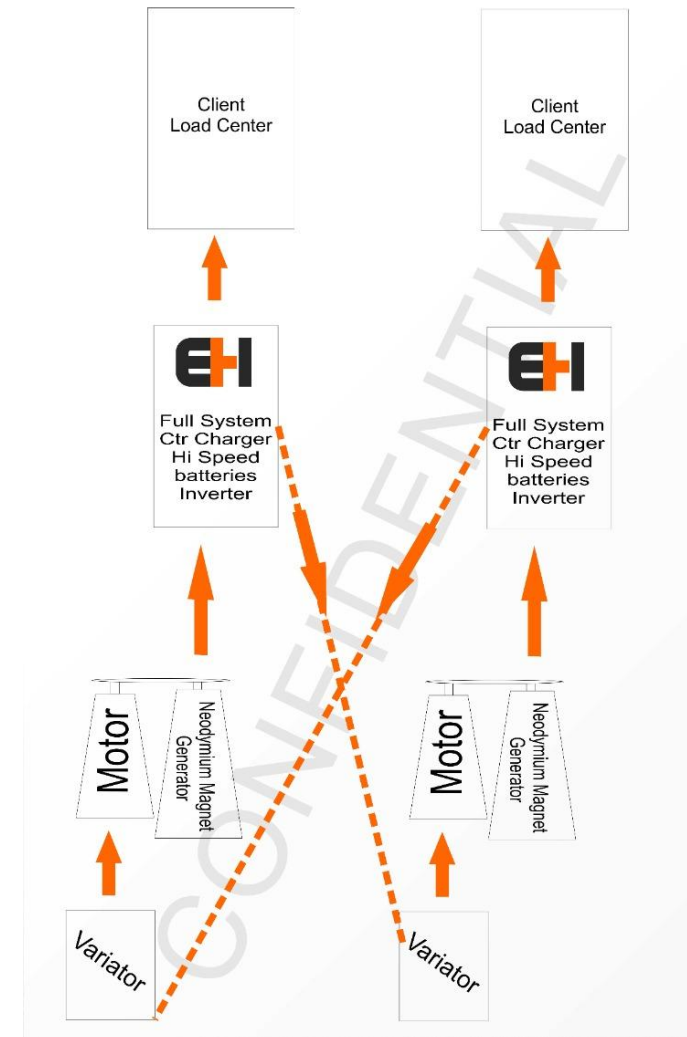 Client
Load Center
Client
Load Center
EH
Full System
Ctr Charger
Hi Speed
batteries
Inverter
EH
Full System
Ctr Charger
Hi Speed
batteries
Inverter
Motor
Neodymium Magnet
Generator
Motor
Neodymium Magnet
Generator
Variator
Variator
CONFIDENTIAL